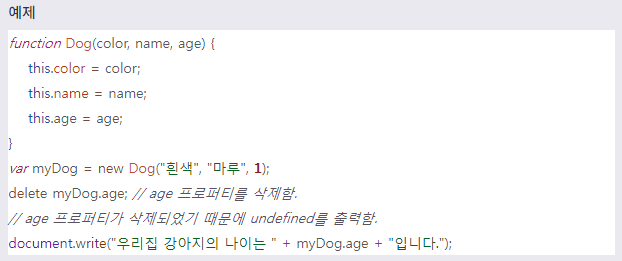 예제
function Dog(color, name, age) {
this.color = color;
this.name = name;
this.age = age;
}
var myDog = new Dog("흰색", "마루", 1);
delete myDog.age; // age 프로퍼티를 삭제함.
// age 프로퍼티가 삭제되었기 때문에 undefined를 출력함.
document.write("우리집 강아지의 나이는 " + myDog.age + "입니다.");